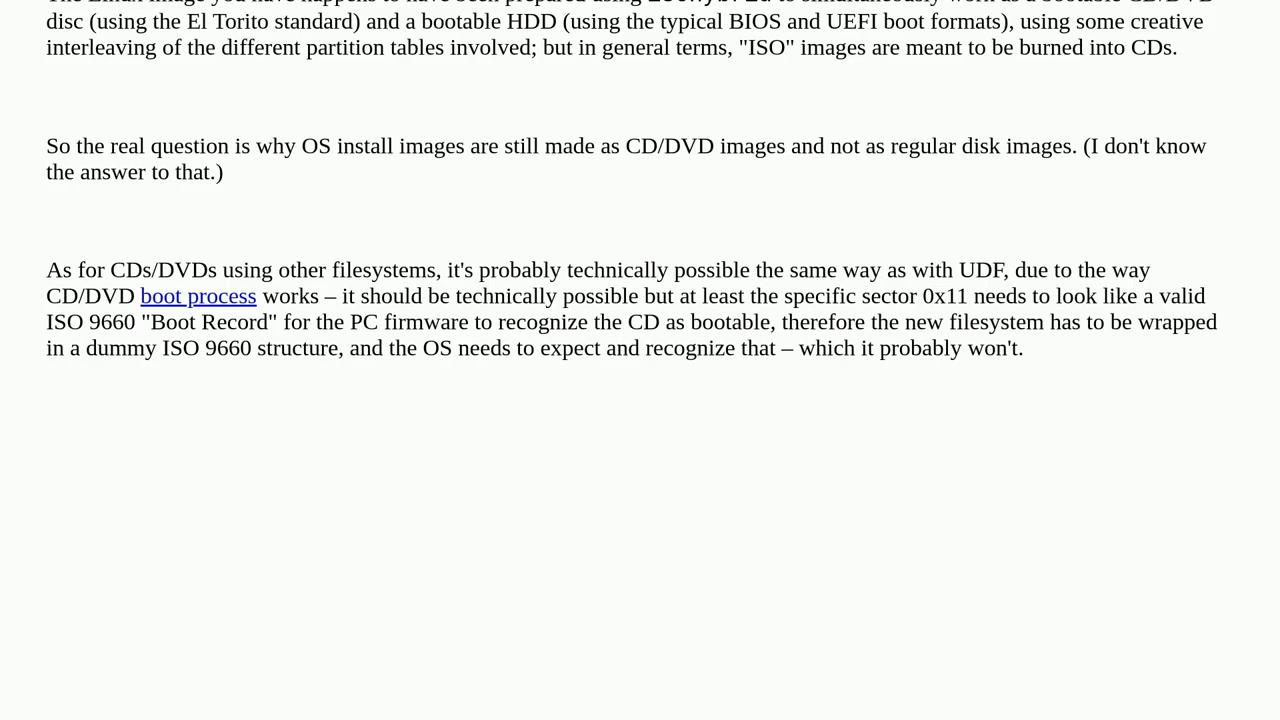 disc (using the El Torito standard) and a bootable HDD (using the typical BIOS and UEFI boot formats), using some creative
interleaving of the different partition tables involved; but in general terms, "ISO" images are meant to be burned into CDs.
So the real question is why OS install images are still made as CD/DVD images and not as regular disk images. (I don't know
the answer to that.)
As for CDs/DVDs using other filesystems, it's probably technically possible the same way as with UDF, due to the way
CD/DVD boot process works – it should be technically possible but at least the specific sector 0x11 needs to look like a valid
ISO 9660 "Boot Record" for the PC firmware to recognize the CD as bootable, therefore the new filesystem has to be wrapped
in a dummy ISO 9660 structure, and the OS needs to expect and recognize that – which it probably won't.